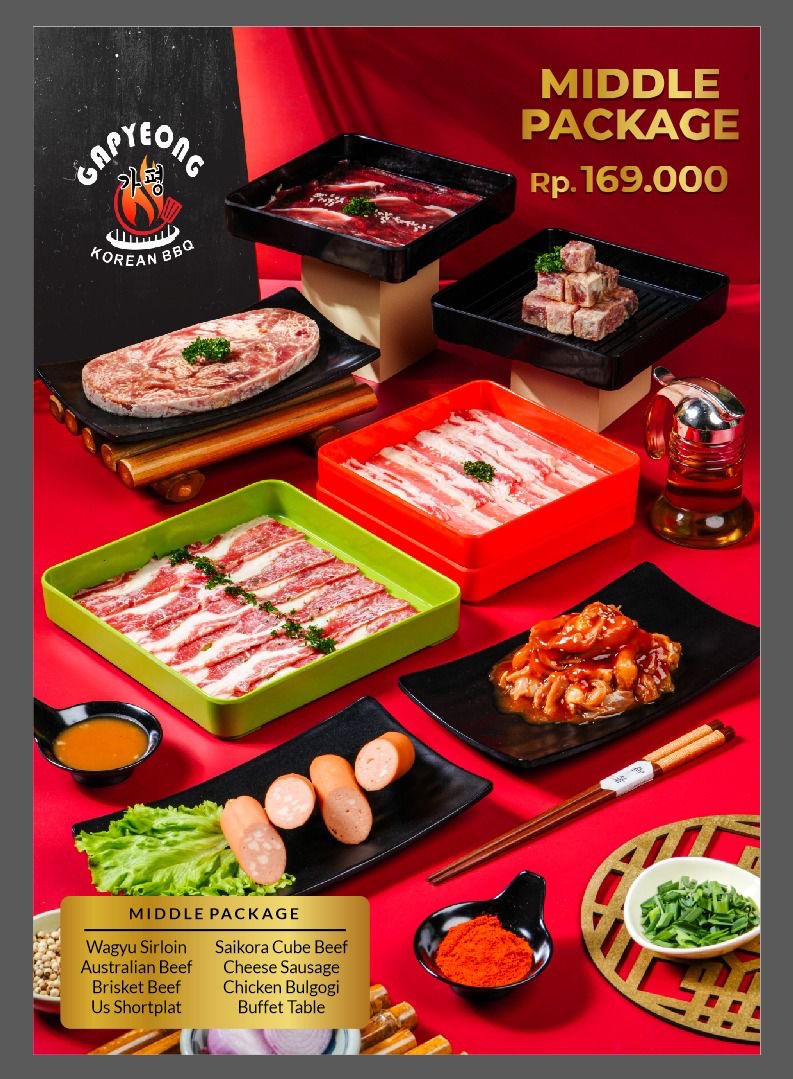 GAPYEONG
가평
KOREAN BBQ
MIDDLE
PACKAGE
Rp. 169.000
MIDDLE PACKAGE
Wagyu Sirloin
Australian Beef
Brisket Beef
Us Shortplat
Saikora Cube Beef
Cheese Sausage
Chicken Bulgogi
Buffet Table